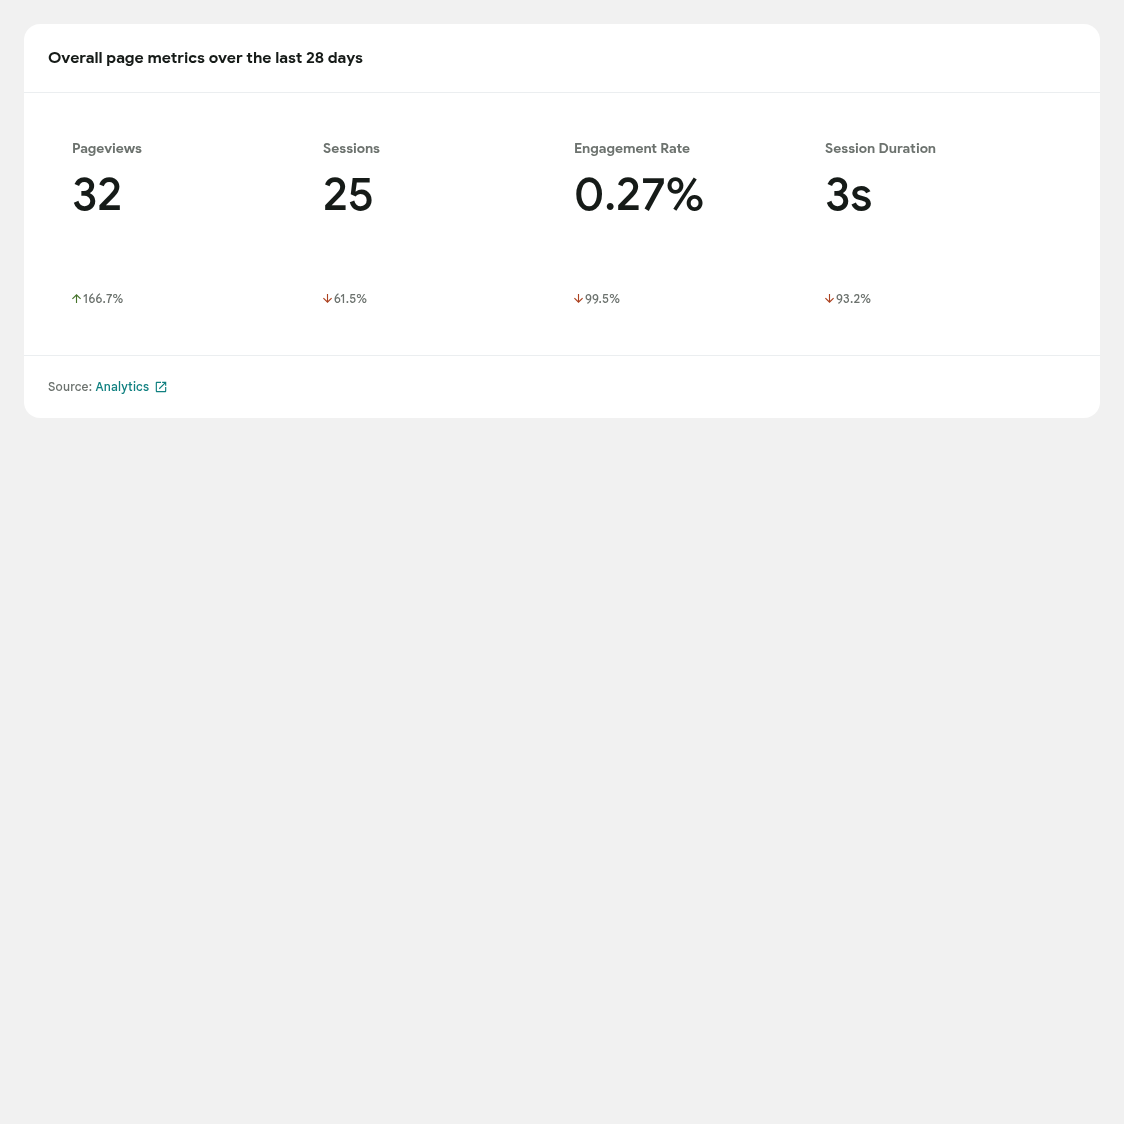 Overall page metrics over the last 28 days
Pageviews
32
166.7%
Sessions
25
61.5%
Engagement Rate
0.27%
99.5%
Session Duration
3s
93.2%
Source: Analytics